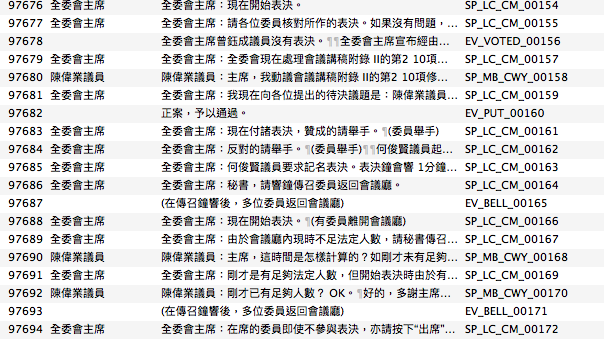 97676 全委會主席 全委會主席：現在開始表決。 SP_LC_CM_00154
97677 全委會主席 全委會主席：請各位委員核對所作的表決。如果沒有問題，... SP_LC_CM_00155
97678 全委會主席曾鈺成議員沒有表決。¶¶全委會主席宣布經由... EV_VOTED_00156
97679 全委會主席 全委會主席：全委會現在處理會議講稿附錄 II的第2 10項... SP_LC_CM_00157
97680 陳偉業議員 陳偉業議員：主席，我動議會議講稿附錄 II的第2 10項修... SP_MB_CWY_00158
97681 全委會主席 全委會主席：我現在向各位提出的待決議題是：陳偉業議員... SP_LC_CM_00159
97682 正案，予以通過。 EV_PUT_00160
97683 全委會主席 全委會主席：現在付諸表決，贊成的請舉手。¶(委員舉手) SP_LC_CM_00161
97684 全委會主席 全委會主席：反對的請舉手。¶(委員舉手)¶¶何俊賢議員起... SP_LC_CM_00162
97685 全委會主席 全委會主席：何俊賢議員要求記名表決。表決鐘會響 1分鐘... SP_LC_CM_00163
97686 全委會主席 全委會主席：秘書，請響鐘傳召委員返回會議廳。 SP_LC_CM_00164
97687 (在傳召鐘響後，多位委員返回會議廳) EV_BELL_00165
97688 全委會主席 全委會主席：現在開始表決。¶(有委員離開會議廳) SP_LC_CM_00166
97689 全委會主席 全委會主席：由於會議廳內現時不足法定人數，請秘書傳召... SP_LC_CM_00167
97690 陳偉業議員 陳偉業議員：主席，這時間是怎樣計算的？如剛才未有足夠... SP_MB_CWY_00168
97691 全委會主席 全委會主席：剛才是有足夠法定人數，但開始表決時由於有... SP_LC_CM_00169
97692 陳偉業議員 陳偉業議員：剛才已有足夠人數？ OK。¶好的，多謝主席... SP_MB_CWY_00170
97693 (在傳召鐘響後，多位委員返回會議廳) EV_BELL_00171
97694 全委會主席 全委會主席：在席的委員即使不參與表決，亦請按下“出席”... SP_LC_CM_00172